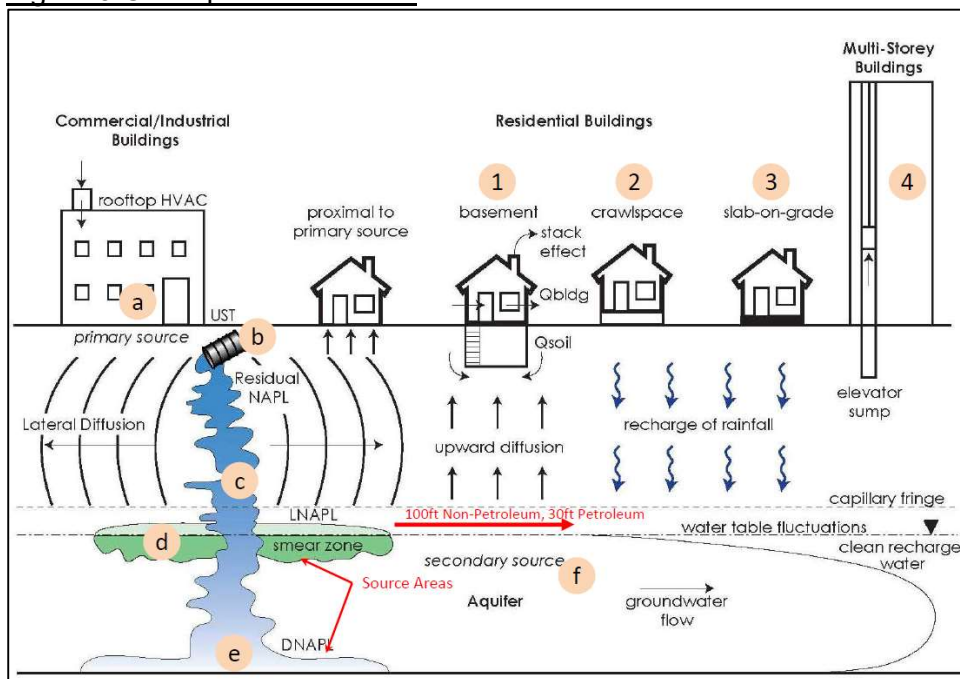 Multi-Storey
Buildings
Commercial/Industrial
Buildings
Residential Buildings
1
2
3
4
rooftop HVAC
proximal to
primary source
basement
crawlspace
slab-on-grade
stack
effect
Qbldg
a
UST
b
primary source
Qsoil
Residual
NAPL
elevator
sump
Lateral Diffusion
upward diffusion
recharge of rainfall
c
capillary fringe
LNAPL
100ft Non-Petroleum, 30ft Petroleum
water table fluctuations
d
smear zone
clean recharge
water
secondary source
f
Source Areas
Aquifer
groundwater
flow
DNAPL
e